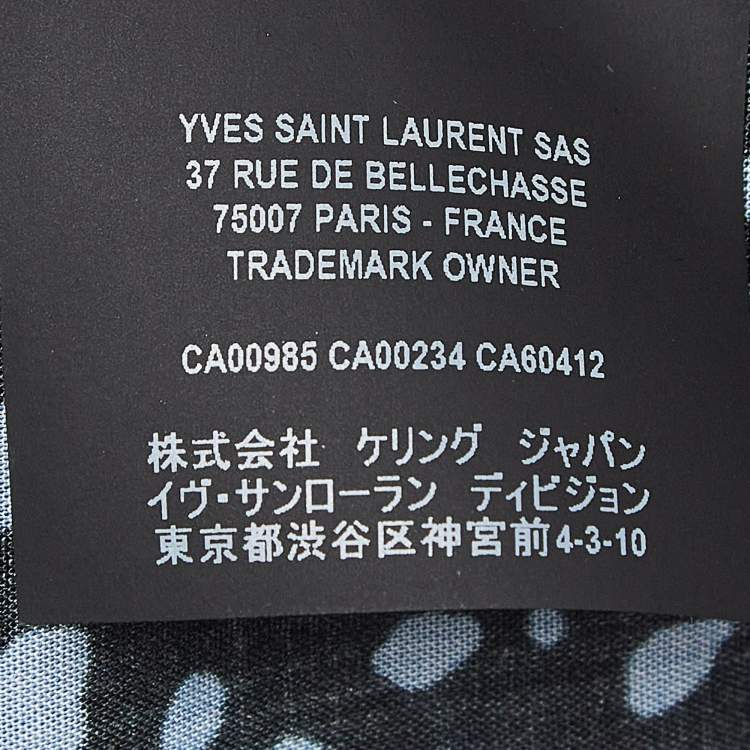 YVES SAINT LAURENT SAS
37 RUE DE BELLECHASSE
75007 PARIS - FRANCE
TRADEMARK OWNER
CA00985 CA00234 CA60412
株式会社 ケリング ジャパン
イヴ・サンローラン ディビジョン
東京都渋谷区神宮前4-3-10